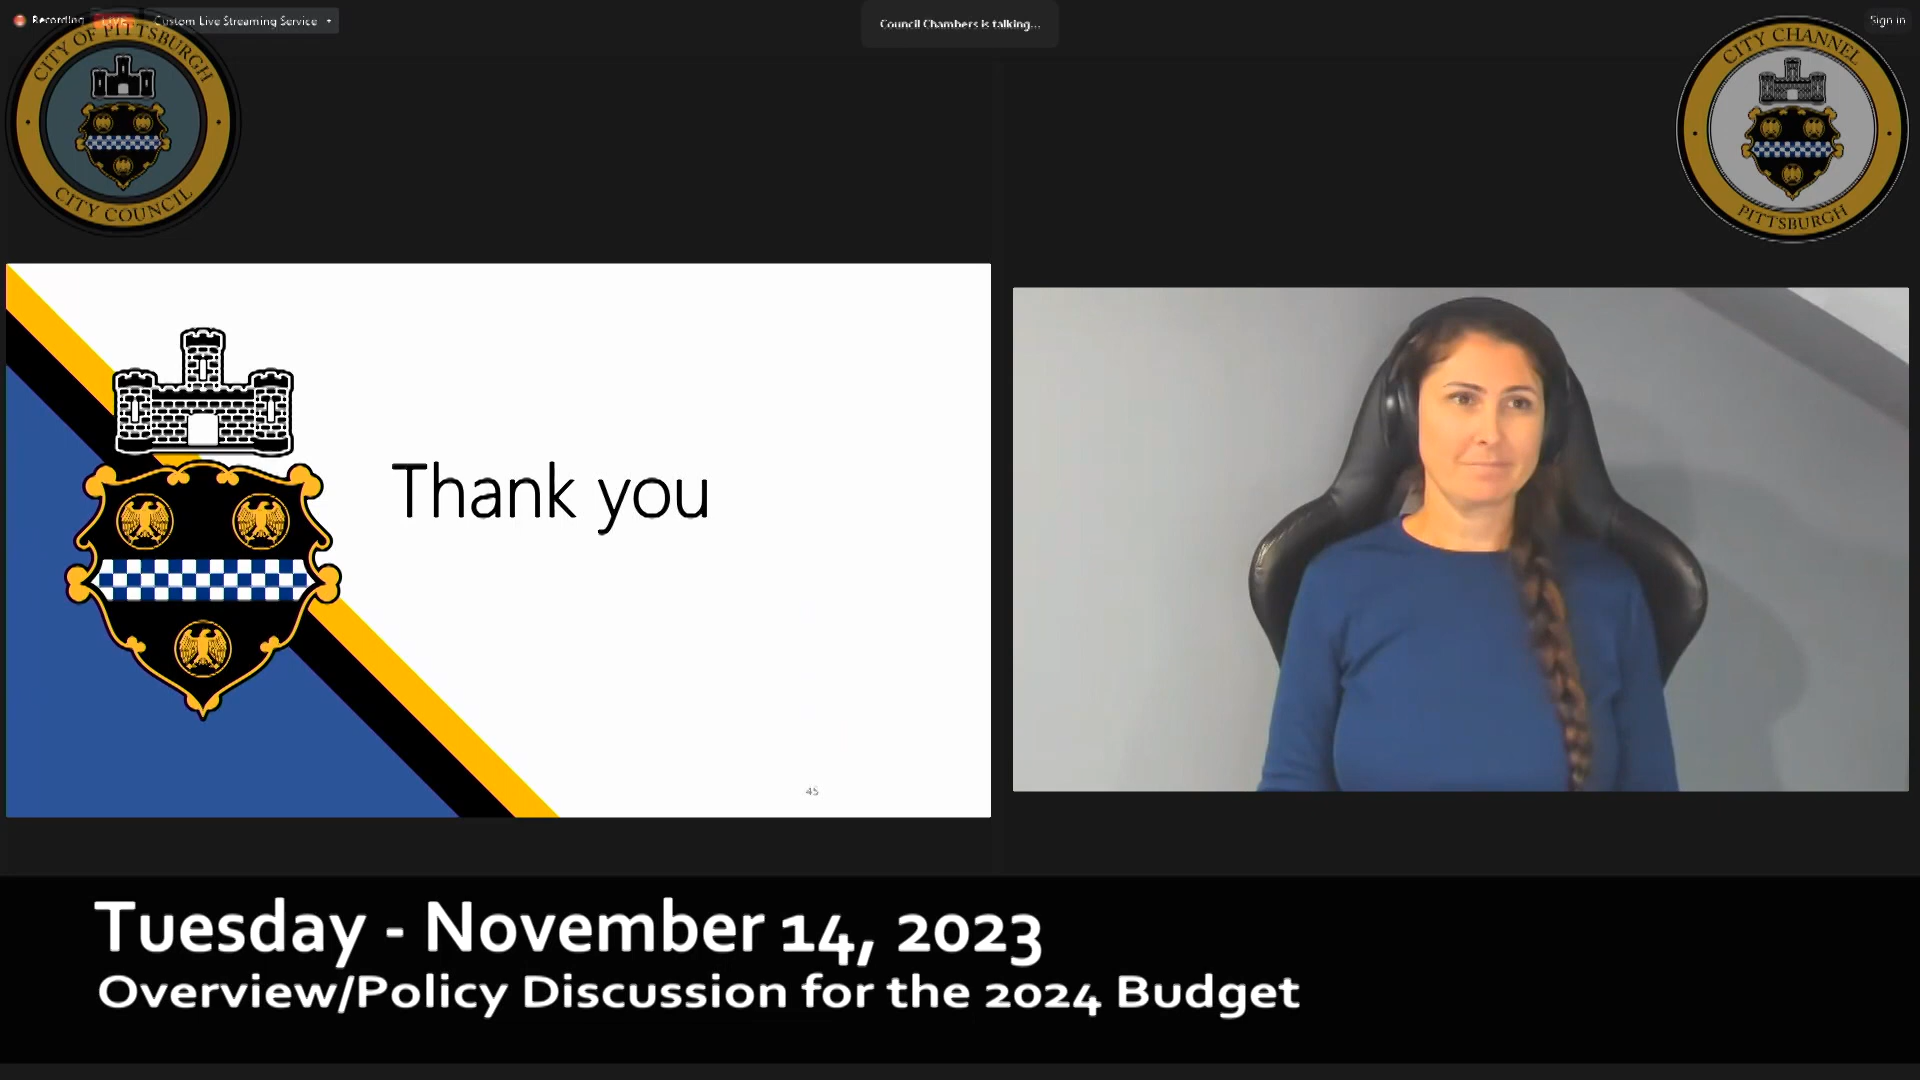 Recording
Custom Live Streaming Service
Council Chambers is talking...
Sign in
CITY OF PITTSBURGH
CITY COUNCIL
CITY CHANNEL
PITTSBURGH
Thank you
45
Tuesday - November 14, 2023
Overview/Policy Discussion for the 2024 Budget